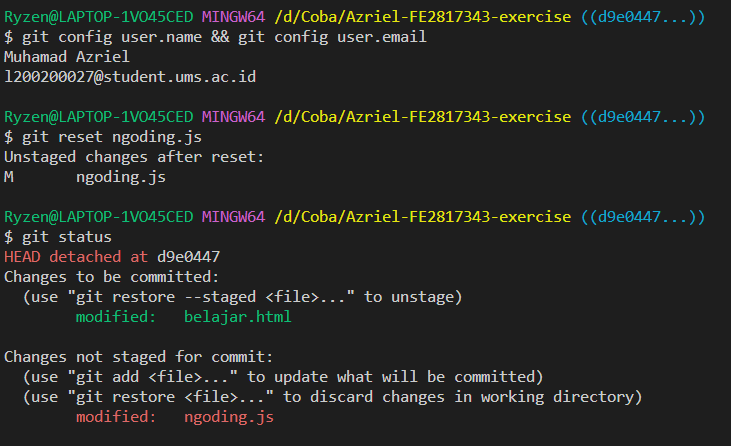 Ryzen@LAPTOP-1VO45CED MINGW64 /d/Coba/Azriel-FE2817343-exercise ((d9e0447...))
$ git config user.name && git config user.email
Muhamad Azriel
l200200027@student.ums.ac.id
Ryzen@LAPTOP-1VO45CED MINGW64 /d/Coba/Azriel-FE2817343-exercise ((d9e0447...))
$ git reset ngoding.js
Unstaged changes after reset:
M       ngoding.js
Ryzen@LAPTOP-1VO45CED MINGW64 /d/Coba/Azriel-FE2817343-exercise ((d9e0447...))
$ git status
HEAD detached at d9e0447
Changes to be committed:
  (use "git restore --staged <file>..." to unstage)
        modified:   belajar.html
Changes not staged for commit:
  (use "git add <file>..." to update what will be committed)
  (use "git restore <file>..." to discard changes in working directory)
        modified:   ngoding.js